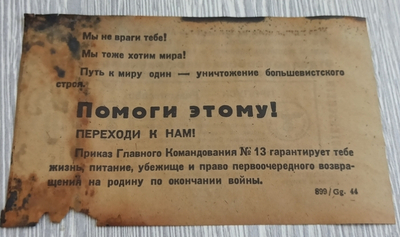 Мы не враги тебе!
Мы тоже хотим мира!
Путь к миру один — уничтожение большевистского
строя.
Помоги этому!
ПЕРЕХОДИ К НАМ!
Приказ Главного Командования № 13 гарантирует тебе
жизнь, питание, убежище и право первоочередного возвра-
щения на родину по окончании войны.
899/Gg. 44